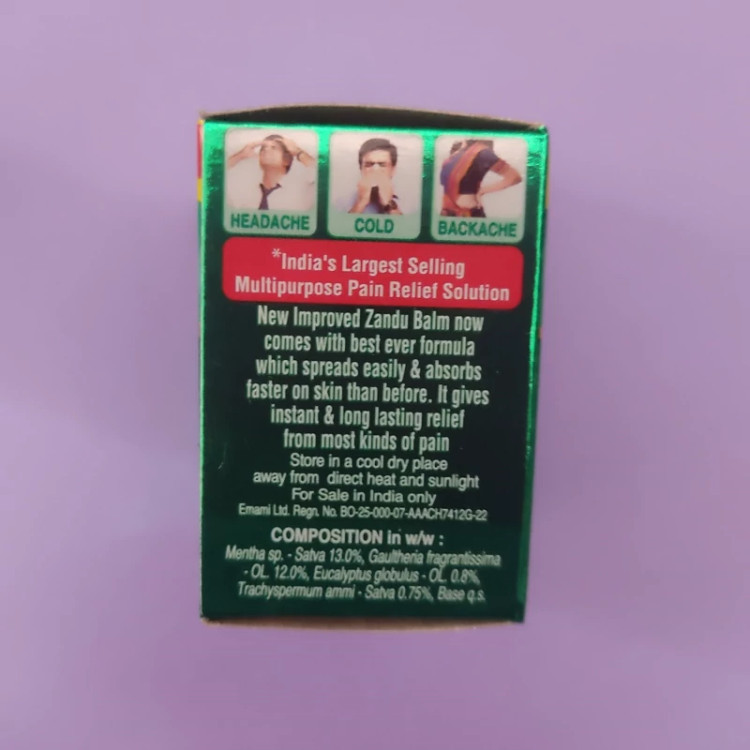 HEADACHE COLD BACKACHE
*India's Largest Selling
Multipurpose Pain Relief Solution
New Improved Zandu Balm now
comes with best ever formula
which spreads easily & absorbs
faster on skin than before. It gives
instant & long lasting relief
from most kinds of pain
Store in a cool dry place
away from direct heat and sunlight
For Sale in India only
Emami Ltd. Regn. No. BO-25-000-07-AAACH7412G-22
COMPOSITION in w/w :
Mentha sp. - Satva 13.0%, Gaultheria fragrantissima
- OL. 12.0%, Eucalyptus globulus - OL. 0.8%,
Trachyspermum ammi - Satva 0.75%, Base q.s.